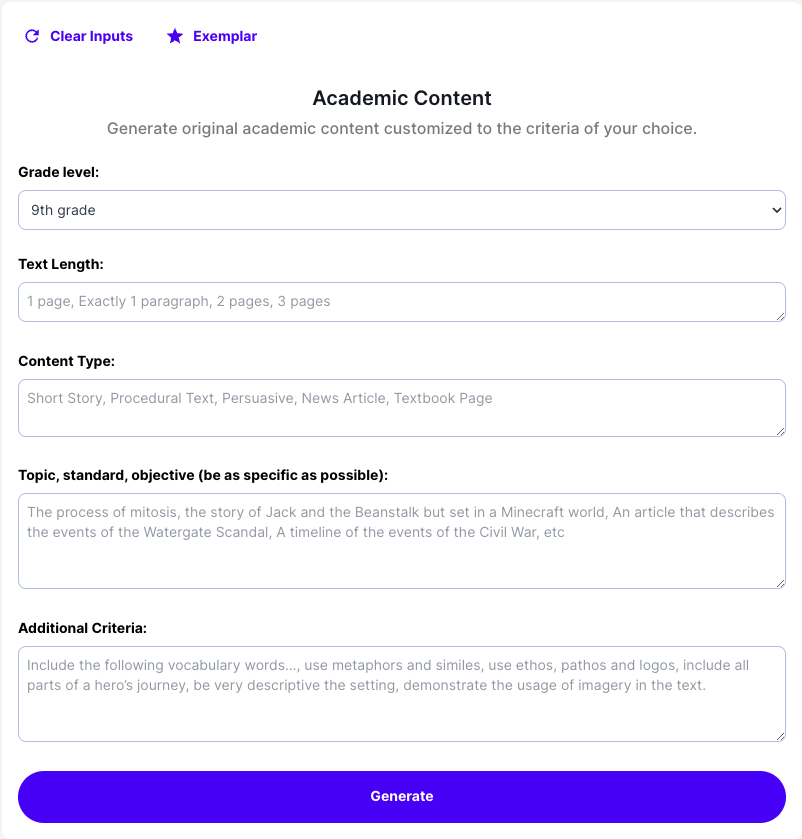 Clear Inputs Exemplar
Academic Content
Generate original academic content customized to the criteria of your choice.
Grade level:
9th grade
Text Length:
1 page, Exactly 1 paragraph, 2 pages, 3 pages
Content Type:
Short Story, Procedural Text, Persuasive, News Article, Textbook Page
Topic, standard, objective (be as specific as possible):
The process of mitosis, the story of Jack and the Beanstalk but set in a Minecraft world, An article that describes
the events of the Watergate Scandal, A timeline of the events of the Civil War, etc
Additional Criteria:
Include the following vocabulary words..., use metaphors and similes, use ethos, pathos and logos, include all
parts of a hero’s journey, be very descriptive the setting, demonstrate the usage of imagery in the text.
Generate